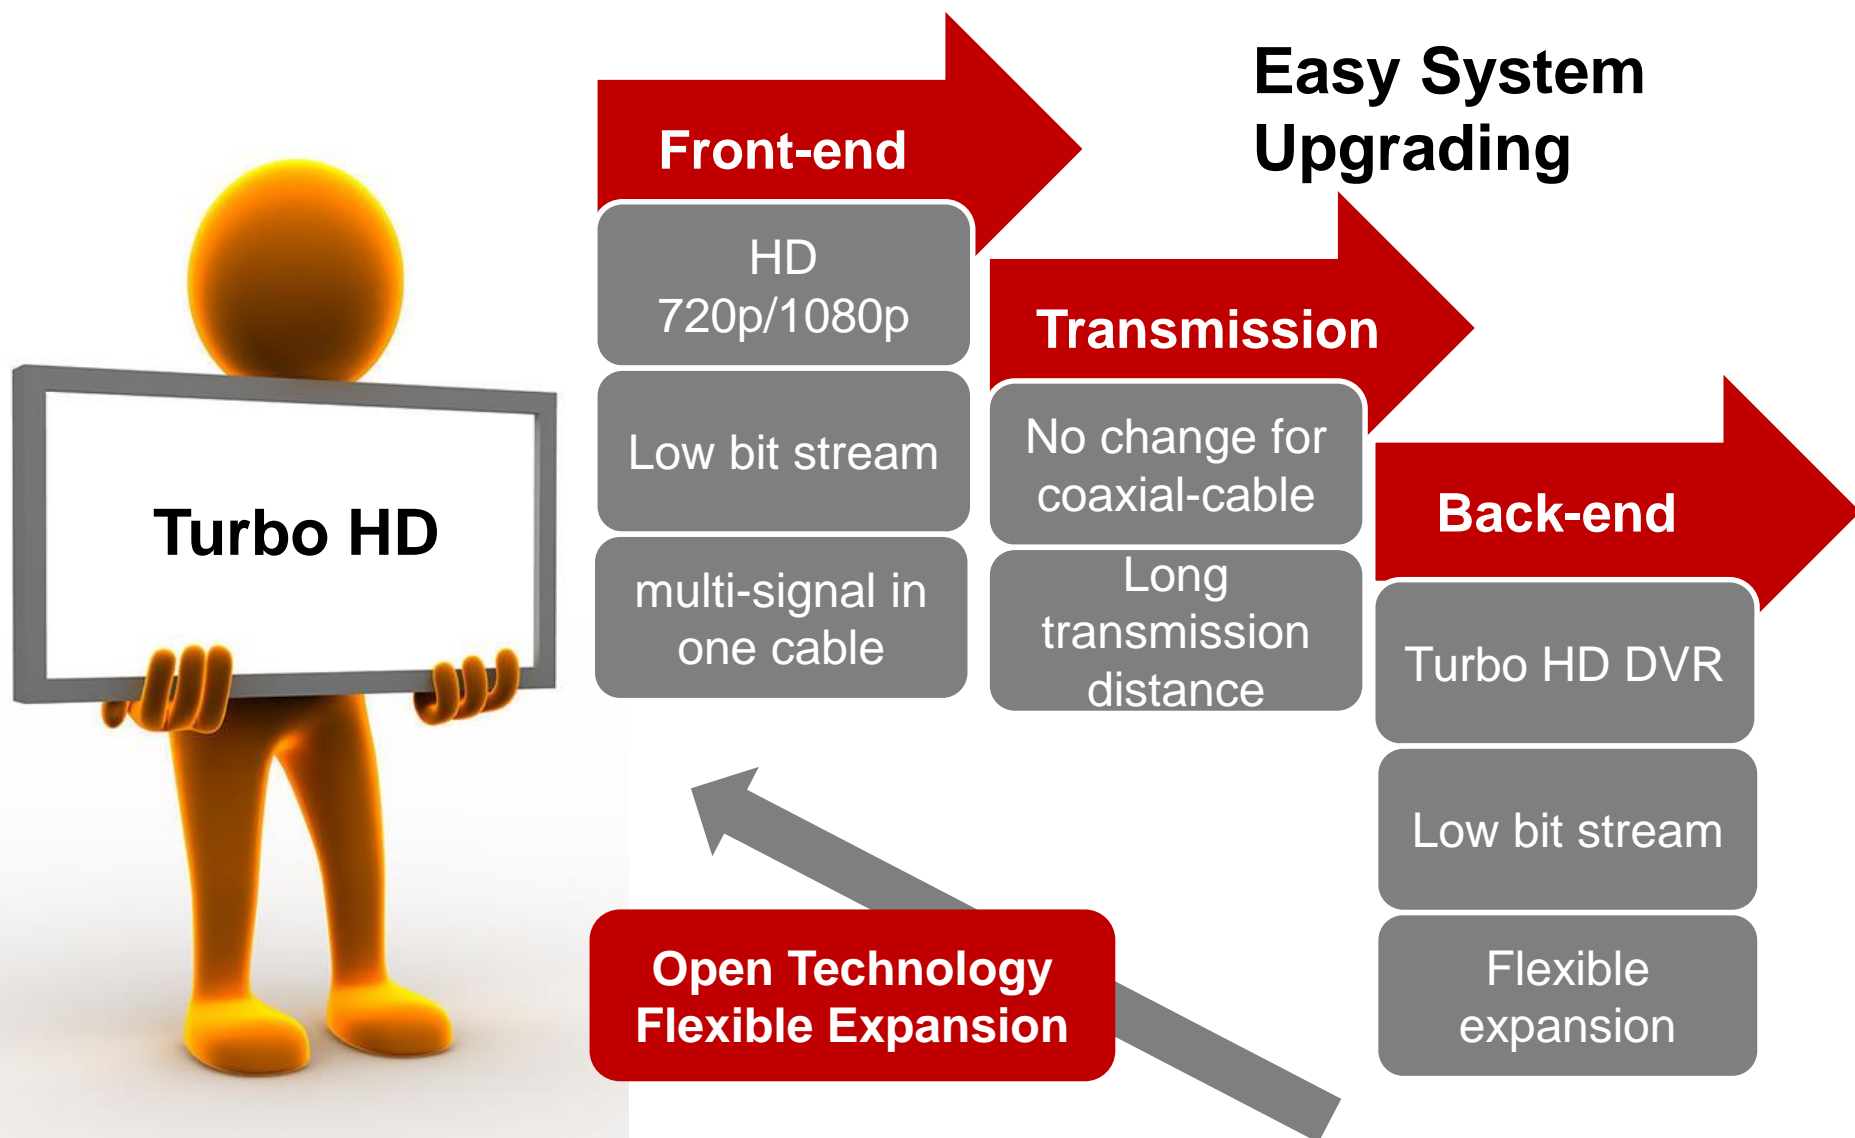 Easy System
Upgrading
Front-end
HD
720p/1080p
Low bit stream
multi-signal in
one cable
Transmission
No change for
coaxial-cable
Long
transmission
distance
Back-end
Turbo HD DVR
Low bit stream
Flexible
expansion
Turbo HD
Open Technology
Flexible Expansion